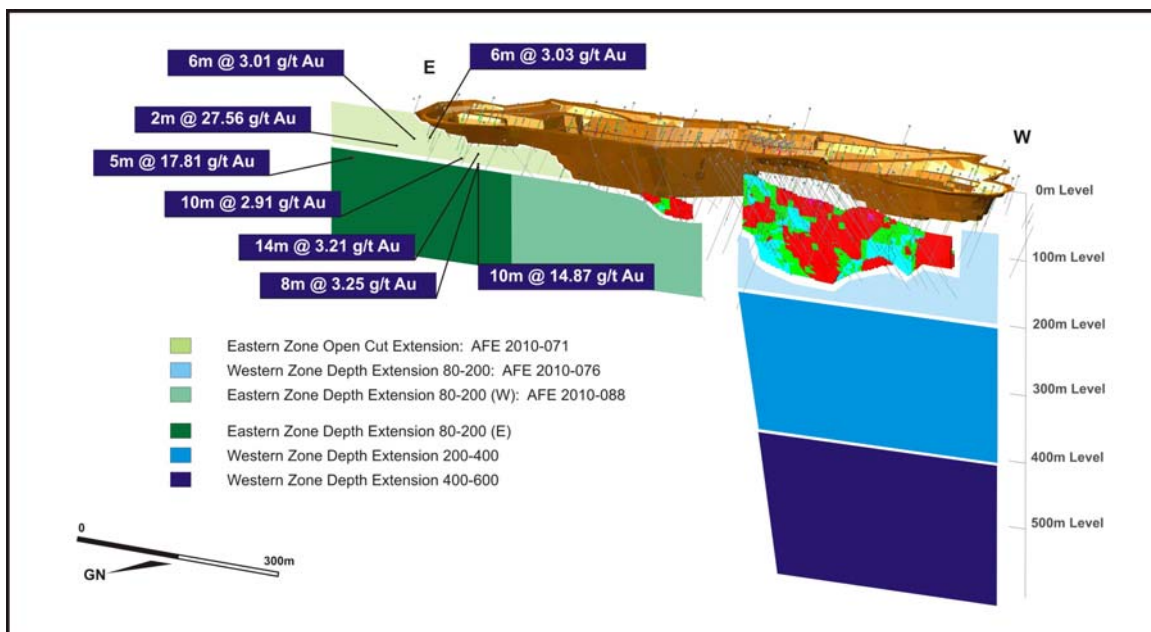 6m @ 3.01 g/t Au
E
6m @ 3.03 g/t Au
2m @ 27.56 g/t Au
W
5m @ 17.81 g/t Au
0m Level
10m @ 2.91 g/t Au
14m @ 3.21 g/t Au
100m Level
8m @ 3.25 g/t Au
10m @ 14.87 g/t Au
200m Level
300m Level
400m Level
500m Level
Eastern Zone Open Cut Extension: AFE 2010-071
Western Zone Depth Extension 80-200: AFE 2010-076
Eastern Zone Depth Extension 80-200 (W): AFE 2010-088
Eastern Zone Depth Extension 80-200 (E)
Western Zone Depth Extension 200-400
Western Zone Depth Extension 400-600
0
300m
GN